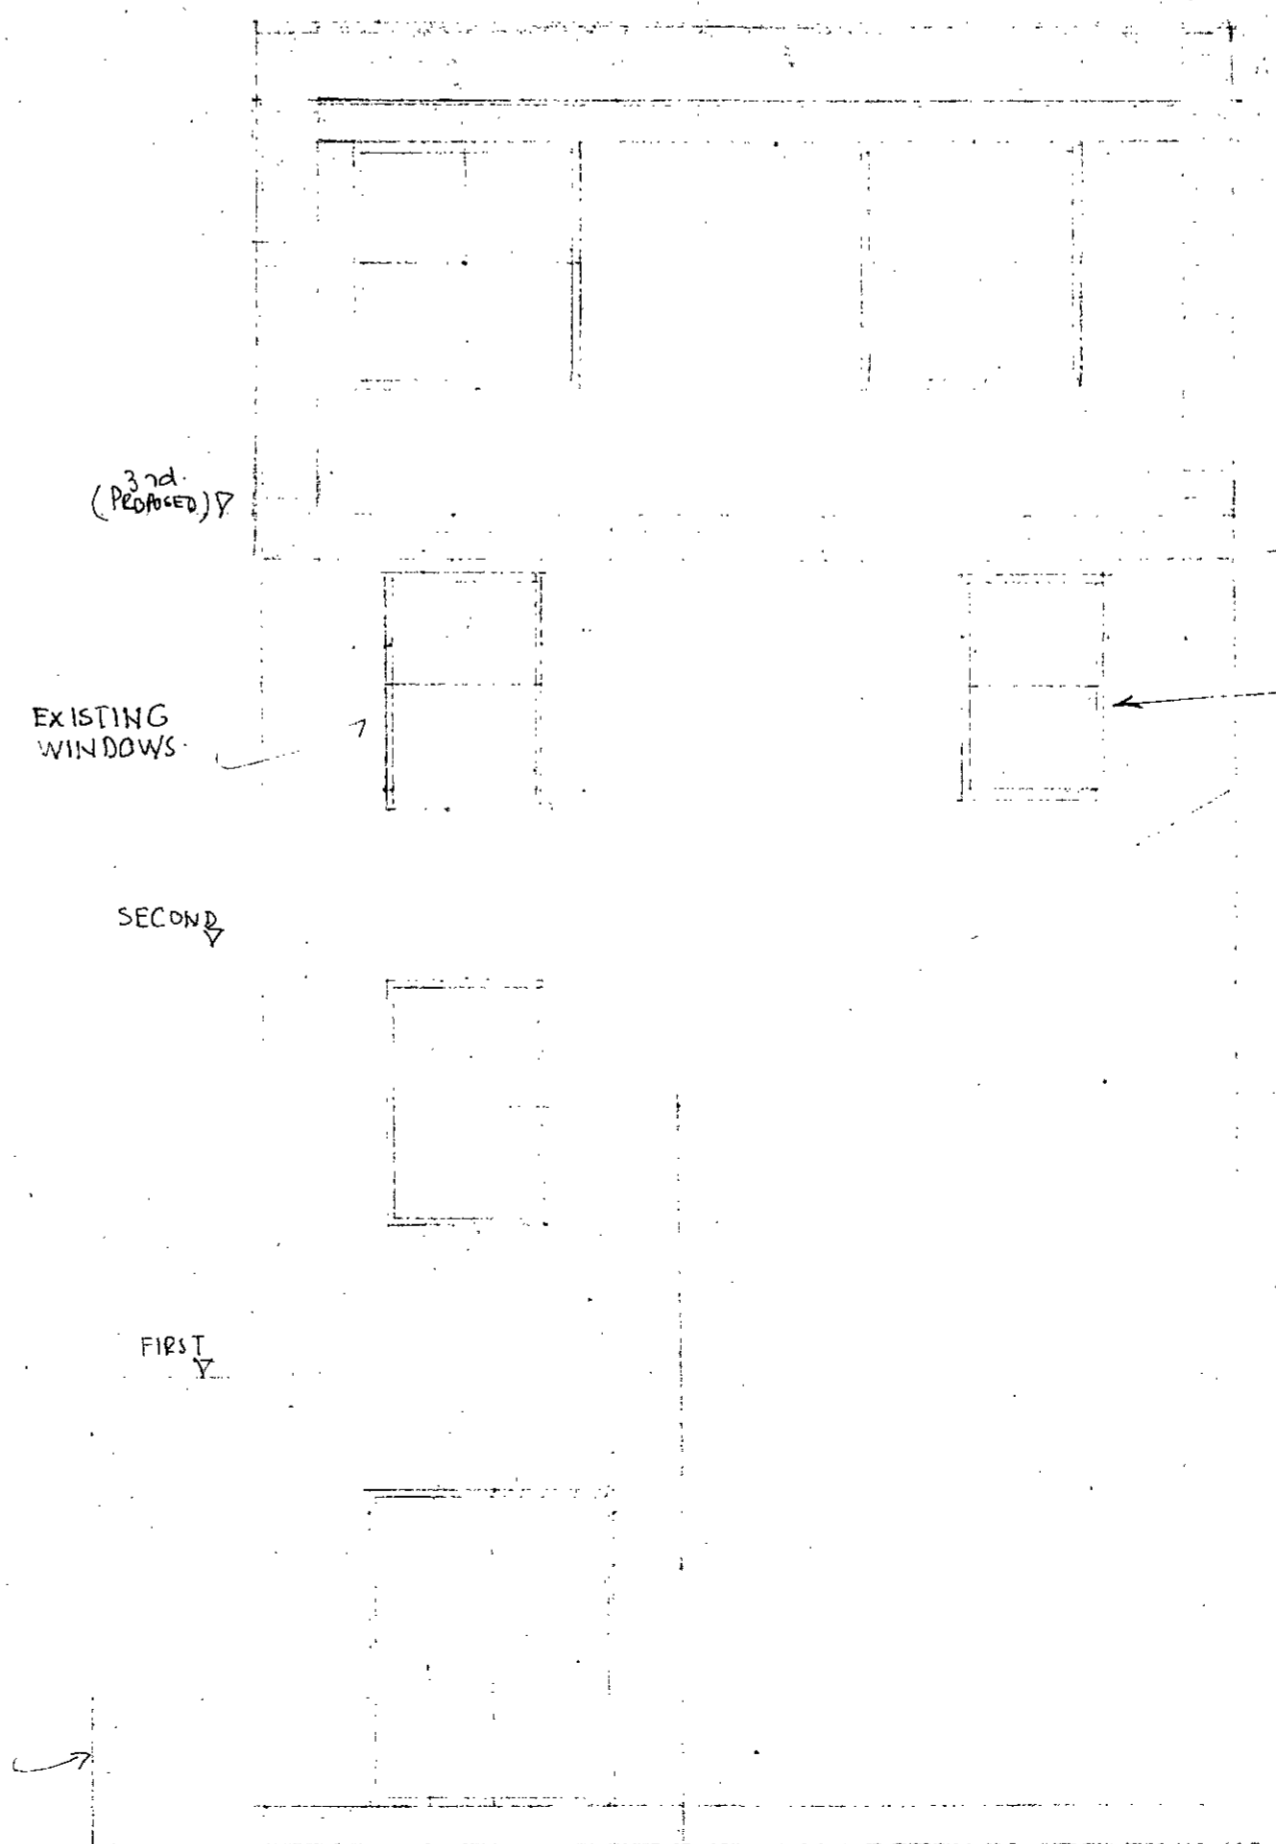 3rd.
(PROPOSED)
EXISTING
WINDOWS.
SECOND
FIRST